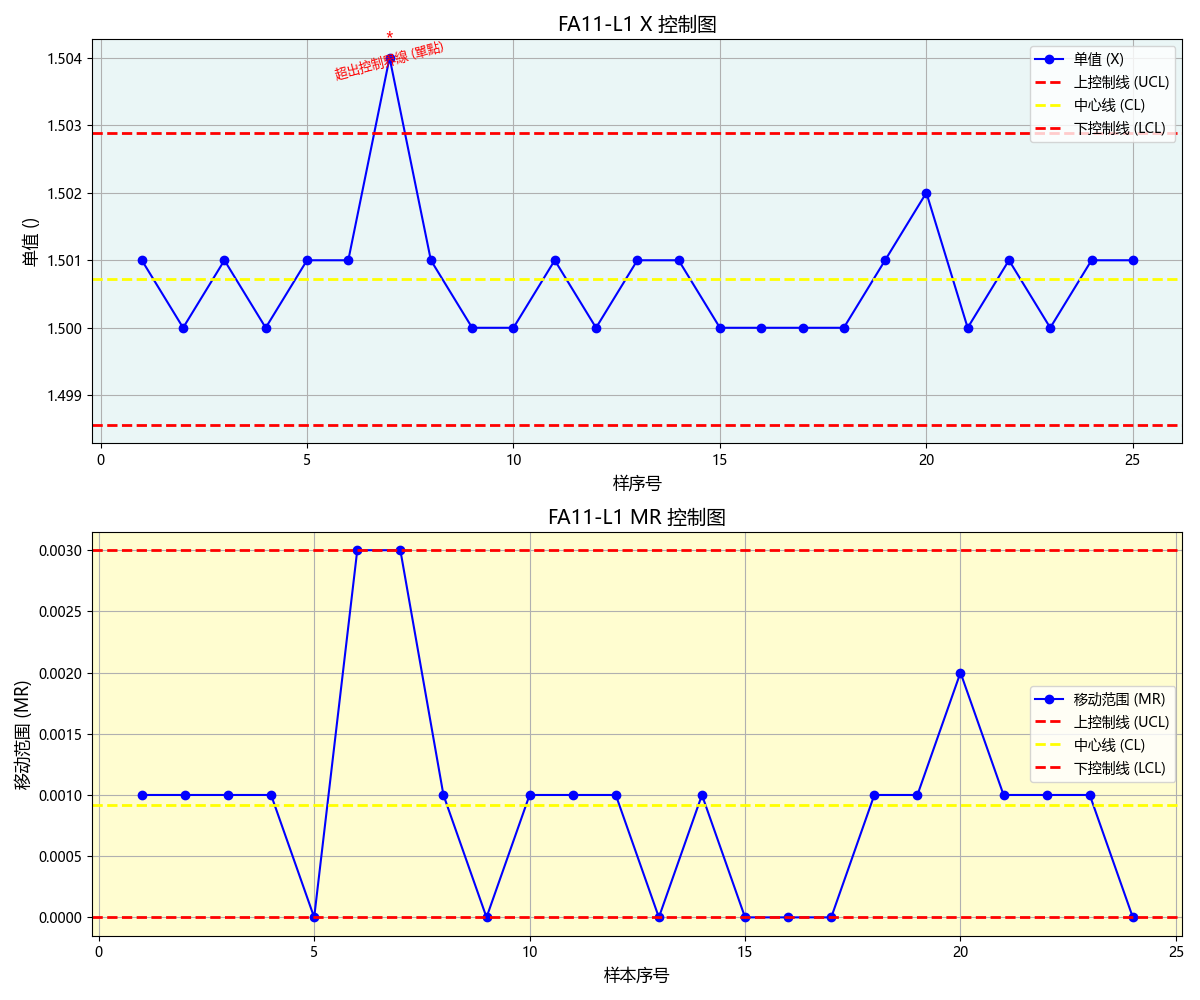 FA11-L1 X 控制图
*
超出控制界線 (單點)
单值 (X)
上控制线 (UCL)
中心线 (CL)
下控制线 (LCL)
单值 ()
1.504
1.503
1.502
1.501
1.500
1.499
0 5 10 15 20 25
样序号
FA11-L1 MR 控制图
移动范围 (MR)
0.0030
0.0025
0.0020
0.0015
0.0010
0.0005
0.0000
移动范围 (MR)
上控制线 (UCL)
中心线 (CL)
下控制线 (LCL)
0 5 10 15 20 25
样本序号